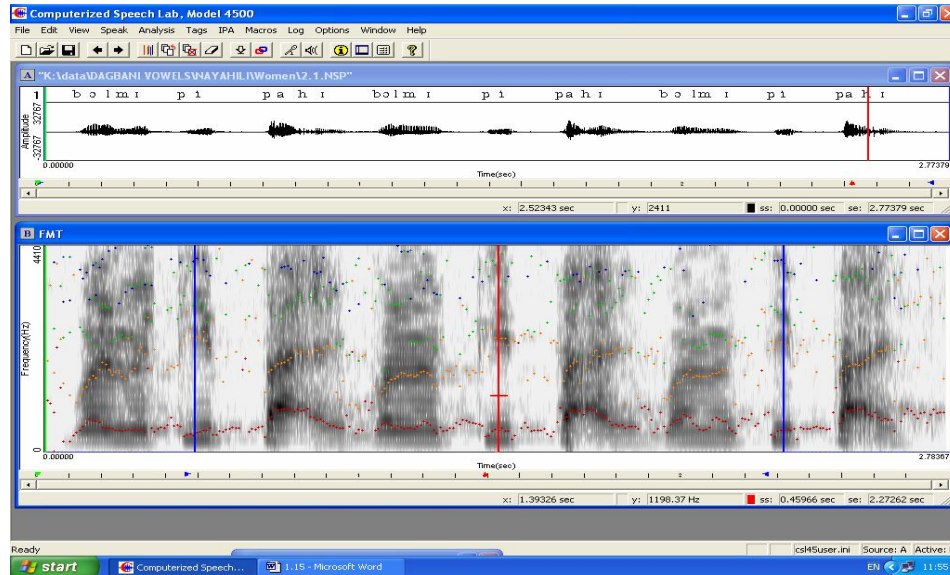 Computerized Speech Lab, Model 4500
File Edit View Speak Analysis Tags IPA Macros Log Options Window Help
A "K:\data\DAGBANI VOWELS\NAYAHILI\Women\2.1.NSP"
1 b ɔ l m ɪ p i p a h ɪ b ɔ l m ɪ p i p a h ɪ b ɔ l m ɪ p i p a h ɪ
Amplitude
32767
-32767
0.00000 2.77379
Time(sec)
x: 2.52343 sec y: 2411 ss: 0.00000 sec se: 2.77379 sec
B FMT
4410
Frequency(Hz)
0
0.00000 2.78367
Time(sec)
x: 1.39326 sec y: 1198.37 Hz ss: 0.45966 sec se: 2.27262 sec
Ready csl45user.ini Source: A Active:
start Computerized Speech... 1.15 - Microsoft Word EN 11:55